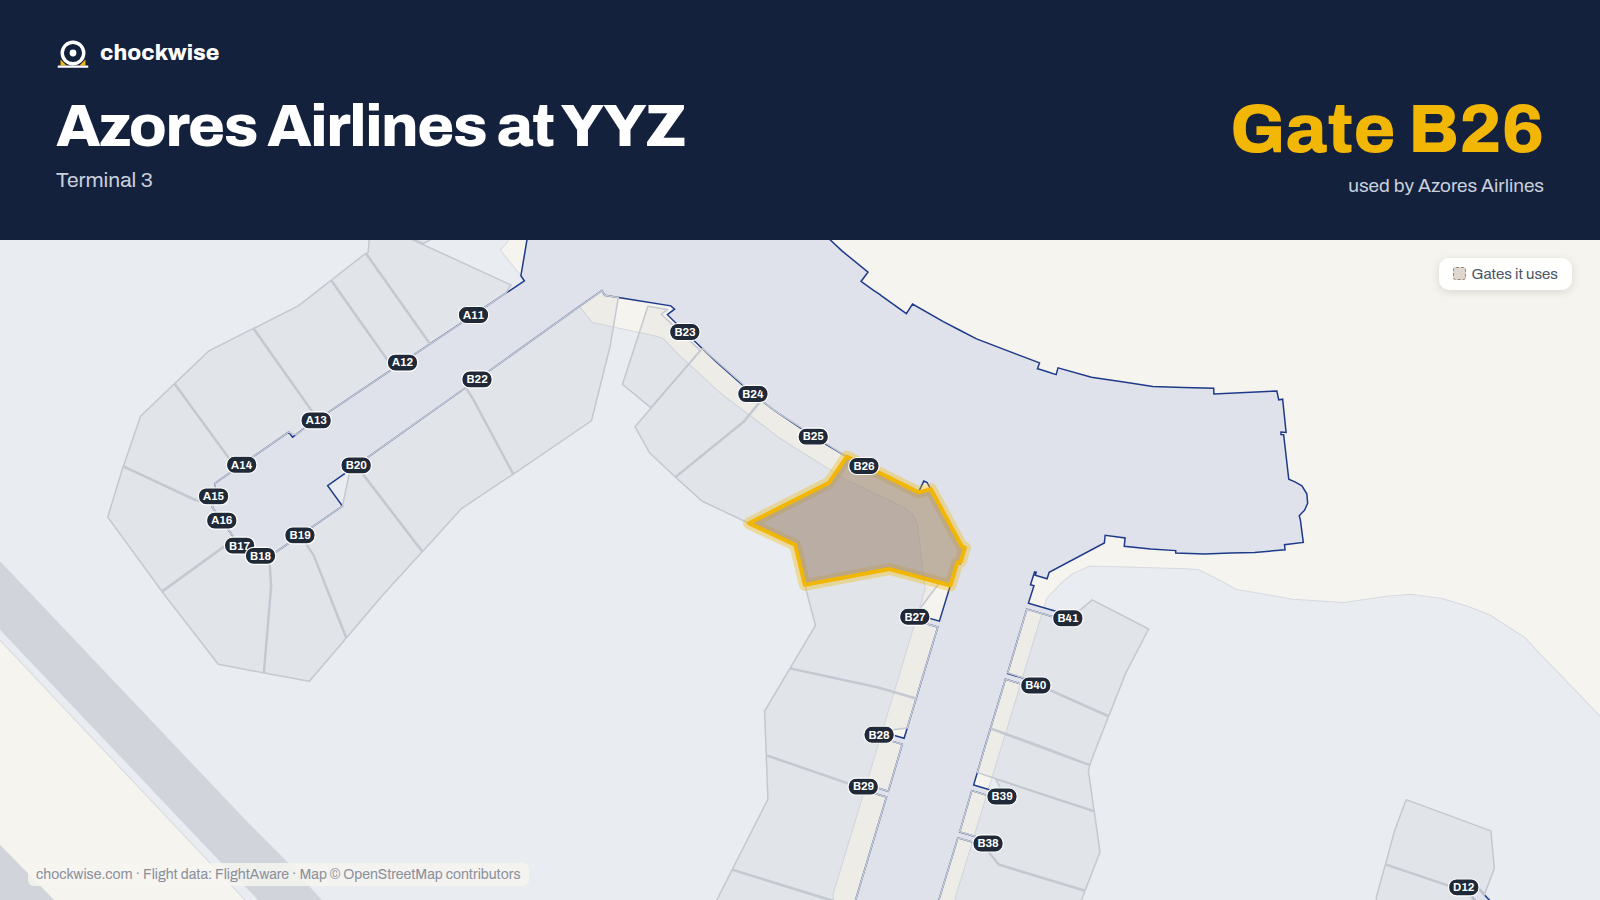 chockwise
Azores Airlines at YYZ
Gate B26
Terminal 3
used by Azores Airlines
Gates it uses
A11
B23
A12
B22
B24
A13
B25
A14
B20
B26
A15
A16
B19
B17
B18
B27
B41
B40
B28
B29
B39
B38
D12
chockwise.com · Flight data: FlightAware · Map © OpenStreetMap contributors